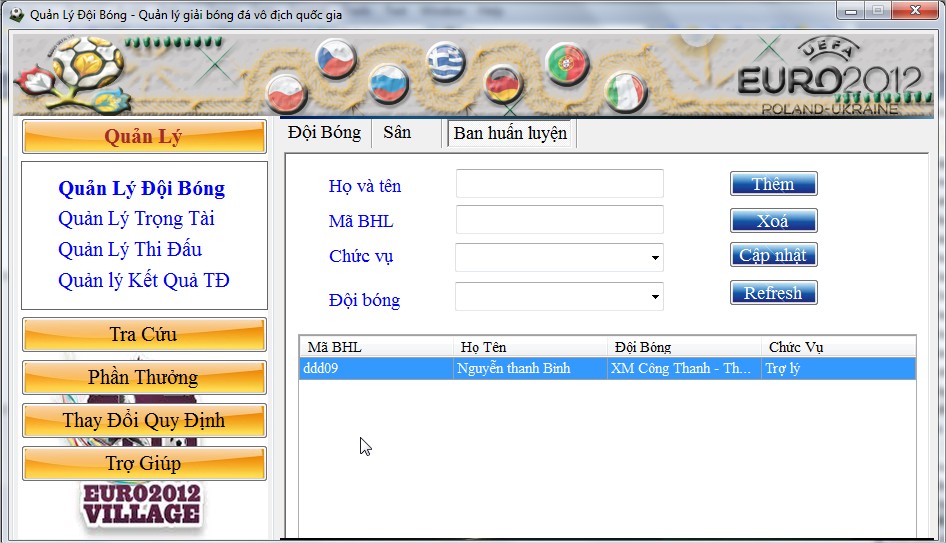 Quản Lý Đội Bóng - Quản lý giải bóng đá vô địch quốc gia
UEFA
EURO2012
POLAND-UKRAINE
Quản Lý
Quản Lý Đội Bóng
Quản Lý Trọng Tài
Quản Lý Thi Đấu
Quản lý Kết Quả TĐ
Tra Cứu
Phần Thưởng
Thay Đổi Quy Định
Trợ Giúp
EURO2012
VILLAGE
Đội Bóng Sân Ban huấn luyện
Họ và tên Thêm
Mã BHL Xoá
Chức vụ Cập nhật
Đội bóng Refresh
Mã BHL Họ Tên Đội Bóng Chức Vụ
ddd09 Nguyễn thanh Bình XM Công Thanh - Th... Trợ lý